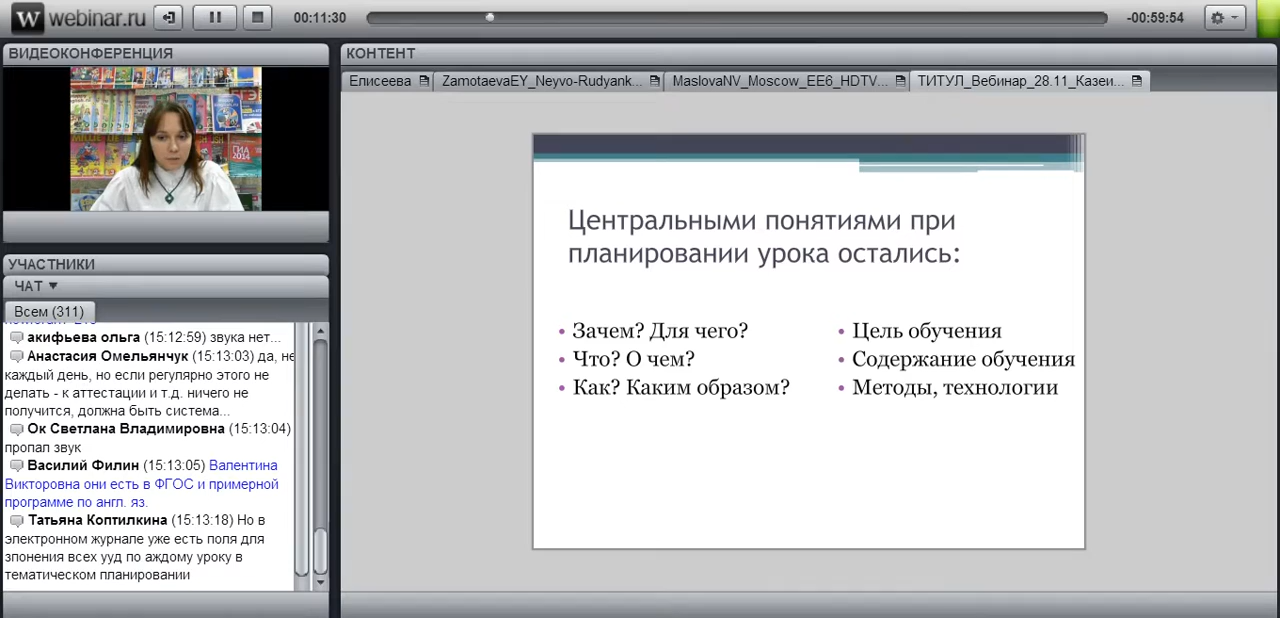 webinar.ru
00:11:30
-00:59:54
ВИДЕОКОНФЕРЕНЦИЯ
ГИА
2014
УЧАСТНИКИ
ЧАТ
Всем (311)
акифьева ольга (15:12:59) звука нет...
Анастасия Омельянчук (15:13:03) да, не
каждый день, но если регулярно этого не
делать - к аттестации и т.д. ничего не
получится, должна быть система...
Ок Светлана Владимировна (15:13:04)
пропал звук
Василий Филин (15:13:05) Валентина
Викторовна они есть в ФГОС и примерной
программе по англ. яз.
Татьяна Коптилкина (15:13:18) Но в
электронном журнале уже есть поля для
зпонения всех ууд по аждому уроку в
тематическом планировании
КОНТЕНТ
Елисеева
ZamotaevaEY_Neyvo-Rudyank...
MaslovaNV_Moscow_EE6_HDTV...
ТИТУЛ_Вебинар_28.11_Казеи...
Центральными понятиями при
планировании урока остались:
• Зачем? Для чего?
• Что? О чем?
• Как? Каким образом?
• Цель обучения
• Содержание обучения
• Методы, технологии